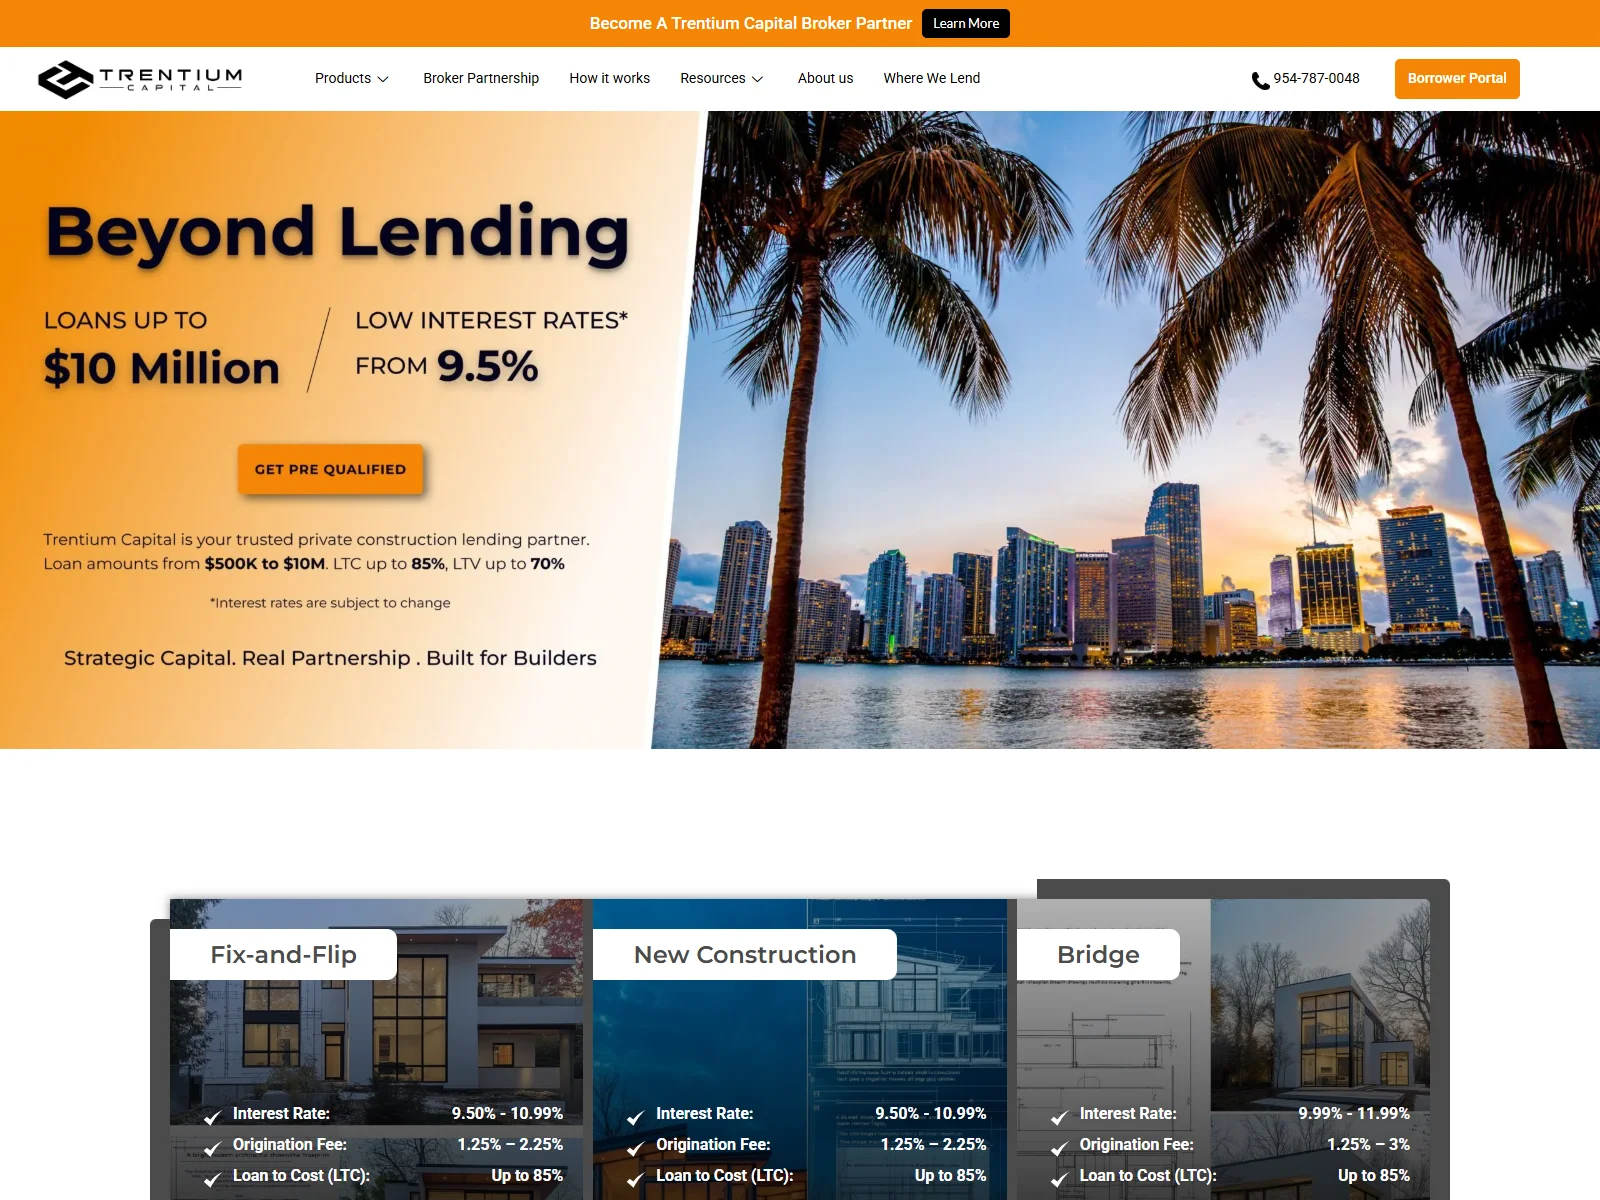 Become A Trentium Capital Broker Partner Learn More
TRENTIUM
CAPITAL
Products Broker Partnership How it works Resources About us Where We Lend 954-787-0048 Borrower Portal
Beyond Lending
LOANS UP TO
$10 Million
LOW INTEREST RATES*
FROM 9.5%
GET PRE QUALIFIED
Trentium Capital is your trusted private construction lending partner.
Loan amounts from $500K to $10M. LTC up to 85%, LTV up to 70%
*Interest rates are subject to change
Strategic Capital. Real Partnership . Built for Builders
Fix-and-Flip
Interest Rate: 9.50% - 10.99%
Origination Fee: 1.25% – 2.25%
Loan to Cost (LTC): Up to 85%
New Construction
Interest Rate: 9.50% - 10.99%
Origination Fee: 1.25% – 2.25%
Loan to Cost (LTC): Up to 85%
Bridge
Interest Rate: 9.99% - 11.99%
Origination Fee: 1.25% – 3%
Loan to Cost (LTC): Up to 85%